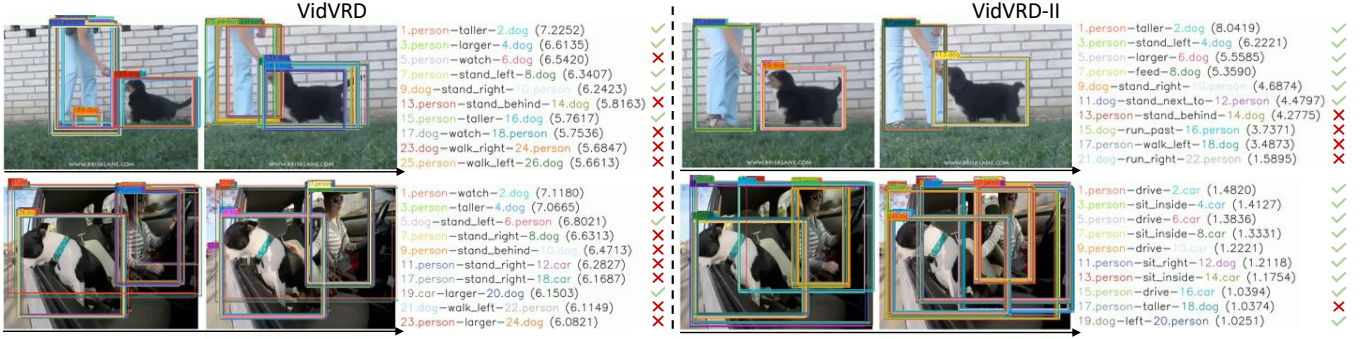 VidVRD
1.person-taller-2.dog (7.2252)
3.person-larger-4.dog (6.6135)
5.person-watch-6.dog (6.5420)
7.person-stand_left-8.dog (6.3407)
9.dog-stand_right-10.person (6.2423)
13.person-stand_behind-14.dog (5.8163)
15.person-taller-16.dog (5.7617)
17.dog-watch-18.person (5.7536)
23.dog-walk_right-24.person (5.6847)
25.person-walk_left-26.dog (5.6613)
WWW.BRISKLANE.COM
WWW.BRISKLANE.COM
1.person-watch-2.dog (7.1180)
3.person-taller-4.dog (7.0665)
5.dog-stand_left-6.person (6.8021)
7.person-stand_right-8.dog (6.6313)
9.person-stand_behind-10.dog (6.4713)
11.person-stand_right-12.car (6.2827)
17.person-stand_right-18.car (6.1687)
19.car-larger-20.dog (6.1503)
21.dog-walk_left-22.person (6.1149)
23.person-larger-24.dog (6.0821)
VidVRD-II
1.person-taller-2.dog (8.0419)
3.person-stand_left-4.dog (6.2221)
5.person-larger-6.dog (5.5585)
7.person-feed-8.dog (5.3590)
9.dog-stand_right-10.person (4.6874)
11.dog-stand_next_to-12.person (4.4797)
13.person-stand_behind-14.dog (4.2775)
15.dog-run_past-16.person (3.7371)
17.person-walk_left-18.dog (3.4873)
21.dog-run_right-22.person (1.5895)
WWW.BRISKLANE.COM
WWW.BRISKLANE.COM
1.person-drive-2.car (1.4820)
3.person-sit_inside-4.car (1.4127)
5.person-drive-6.car (1.3836)
7.person-sit_inside-8.car (1.3331)
9.person-drive-10.car (1.2221)
11.person-sit_right-12.dog (1.2118)
13.person-sit_inside-14.car (1.1754)
15.person-drive-16.car (1.0394)
17.person-taller-18.dog (1.0374)
19.dog-left-20.person (1.0251)